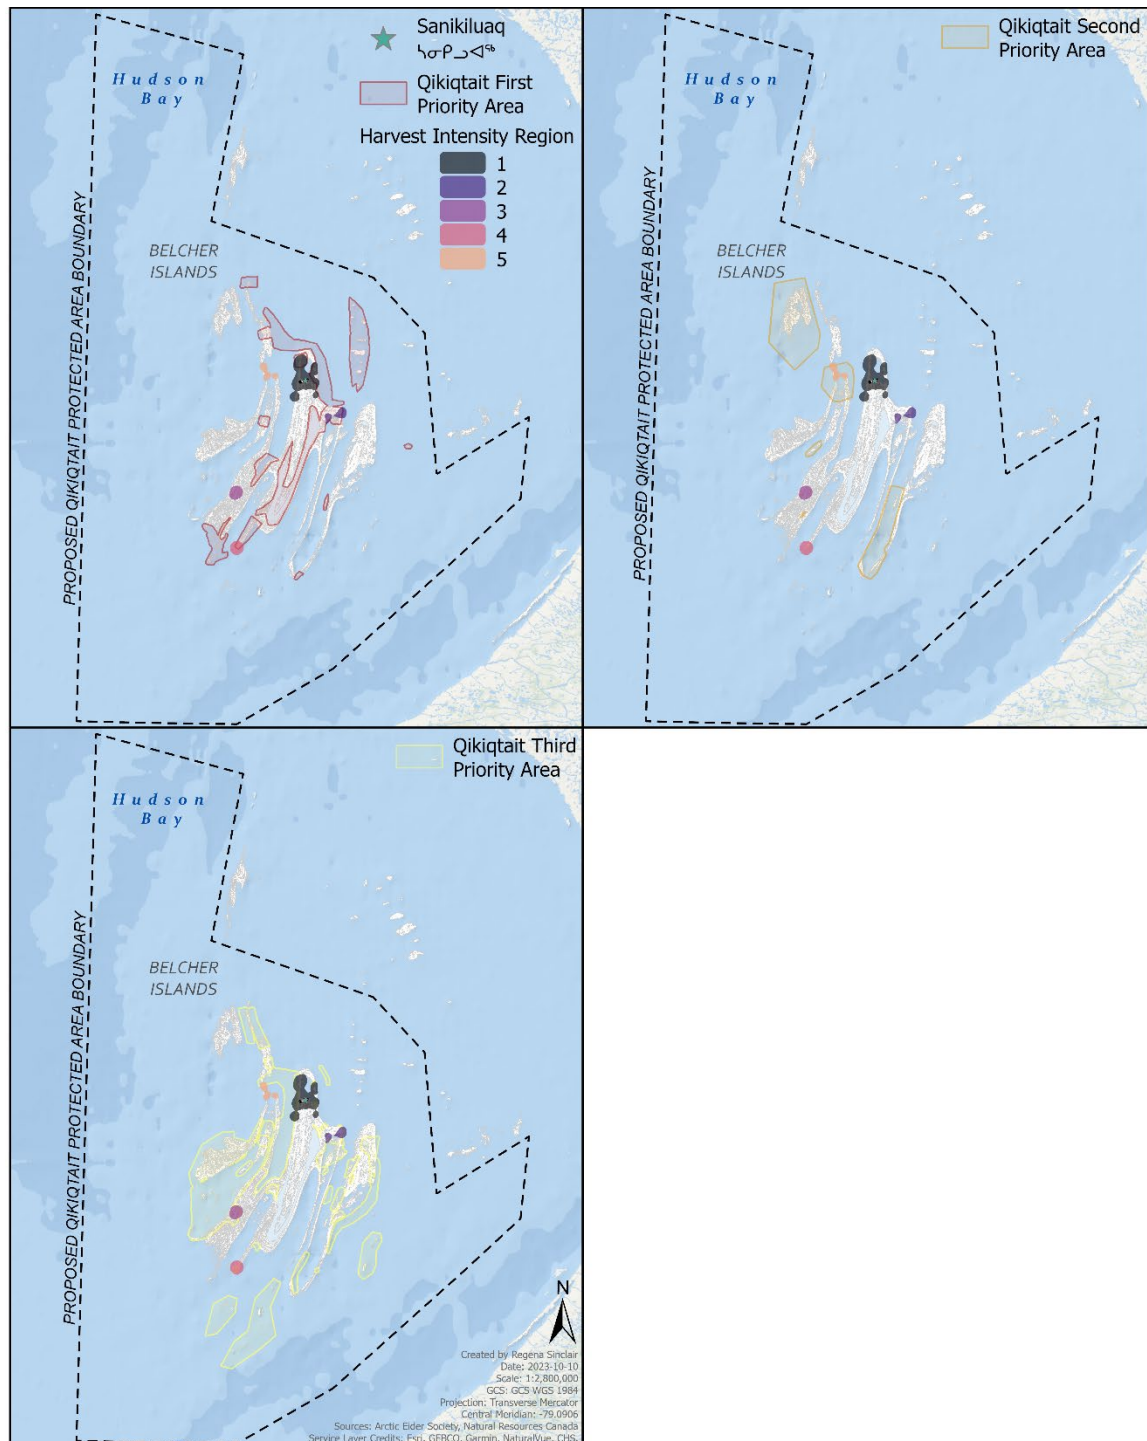 Sanikiluaq
ᓴᓂᑭᓗᐊᖅ
Qikiqtait First
Priority Area
Harvest Intensity Region
1
2
3
4
5
Hudson
Bay
BELCHER
ISLANDS
PROPOSED QIKIQTAIT PROTECTED AREA BOUNDARY
Qikiqtait Second
Priority Area
Hudson
Bay
BELCHER
ISLANDS
PROPOSED QIKIQTAIT PROTECTED AREA BOUNDARY
Qikiqtait Third
Priority Area
Hudson
Bay
BELCHER
ISLANDS
PROPOSED QIKIQTAIT PROTECTED AREA BOUNDARY
N
Created by Regena Sinclair
Date: 2023-10-10
Scale: 1:2,800,000
GCS: GCS WGS 1984
Projection: Transverse Mercator
Central Meridian: -79.0906
Sources: Arctic Eider Society, Natural Resources Canada
Service Layer Credits: Esri, GEBCO, Garmin, NaturalVue, CHS,